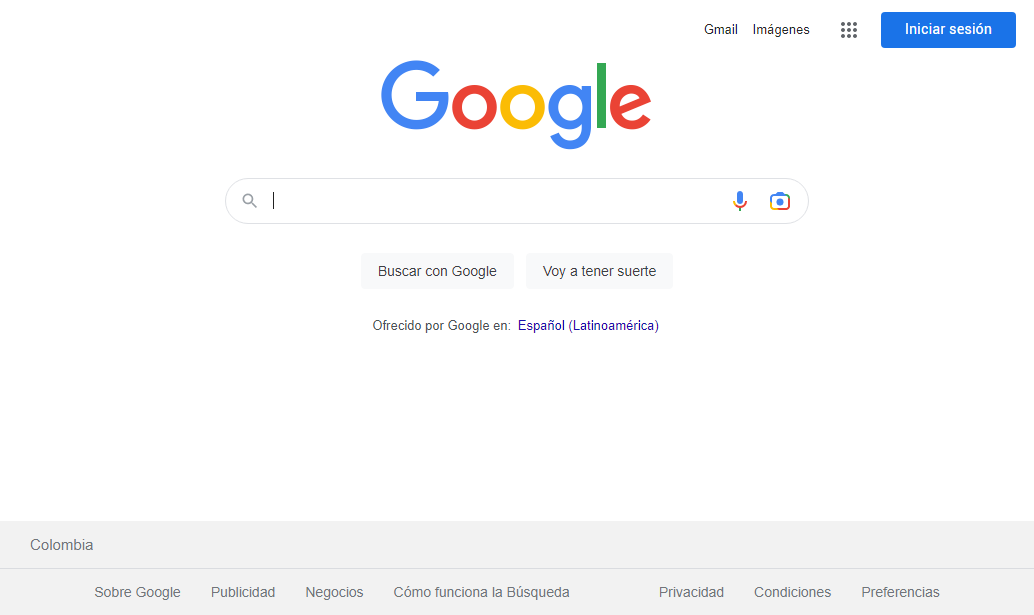 Gmail Imágenes Iniciar sesión
Google
Buscar con Google Voy a tener suerte
Ofrecido por Google en: Español (Latinoamérica)
Colombia
Sobre Google Publicidad Negocios Cómo funciona la Búsqueda Privacidad Condiciones Preferencias